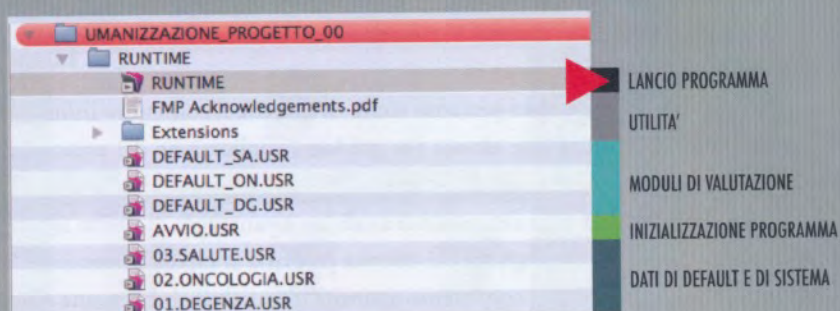 UMANIZZAZIONE_PROGETTO_00
RUNTIME
RUNTIME
FMP Acknowledgements.pdf
Extensions
DEFAULT_SA.USR
DEFAULT_ON.USR
DEFAULT_DG.USR
AVVIO.USR
03.SALUTE.USR
02.ONCOLOGIA.USR
01.DEGENZA.USR
LANCIO PROGRAMMA
UTILITA'
MODULI DI VALUTAZIONE
INIZIALIZZAZIONE PROGRAMMA
DATI DI DEFAULT E DI SISTEMA